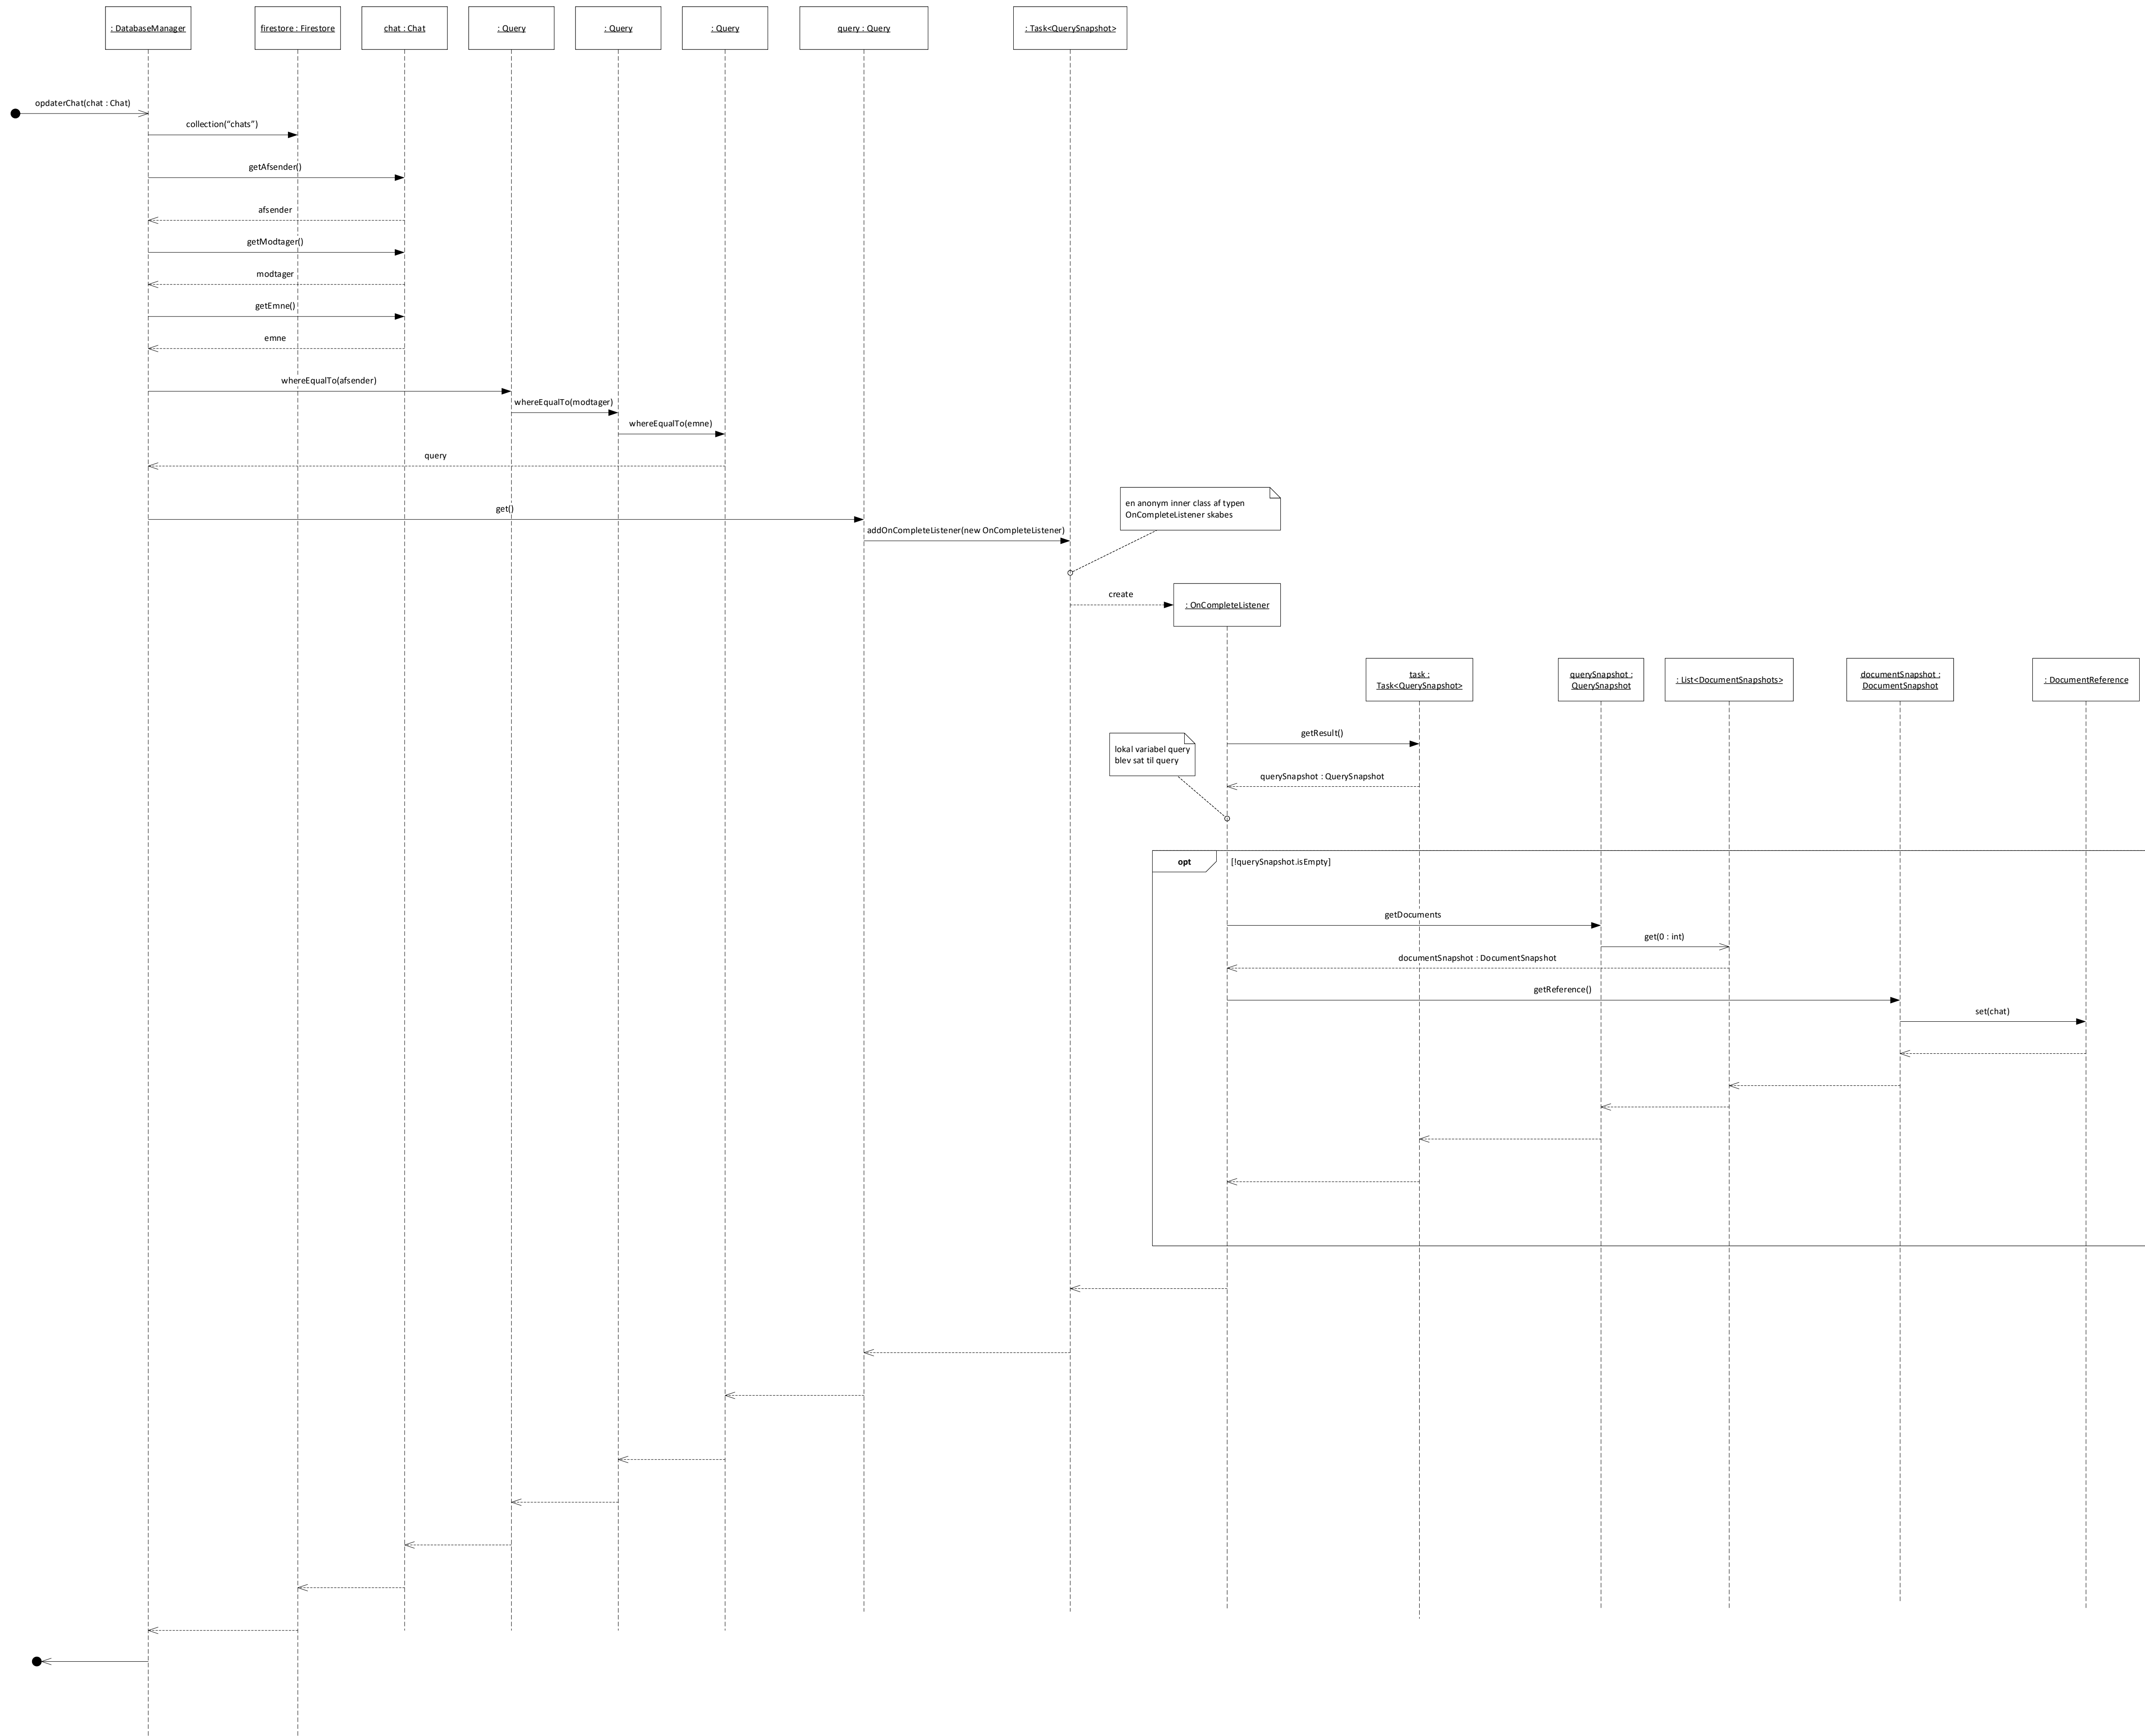 : DatabaseManager
firestore : Firestore
chat : Chat
: Query
: Query
: Query
query : Query
: Task<QuerySnapshot>
opdaterChat(chat : Chat)
collection(“chats”)
getAfsender()
afsender
getModtager()
modtager
getEmne()
emne
whereEqualTo(afsender)
whereEqualTo(modtager)
whereEqualTo(emne)
query
en anonym inner class af typen
OnCompleteListener skabes
get()
addOnCompleteListener(new OnCompleteListener)
create
: OnCompleteListener
task :
Task<QuerySnapshot>
querySnapshot :
QuerySnapshot
: List<DocumentSnapshots>
documentSnapshot :
DocumentSnapshot
: DocumentReference
getResult()
lokal variabel query
blev sat til query
querySnapshot : QuerySnapshot
opt
[!querySnapshot.isEmpty]
getDocuments
get(0 : int)
documentSnapshot : DocumentSnapshot
getReference()
set(chat)